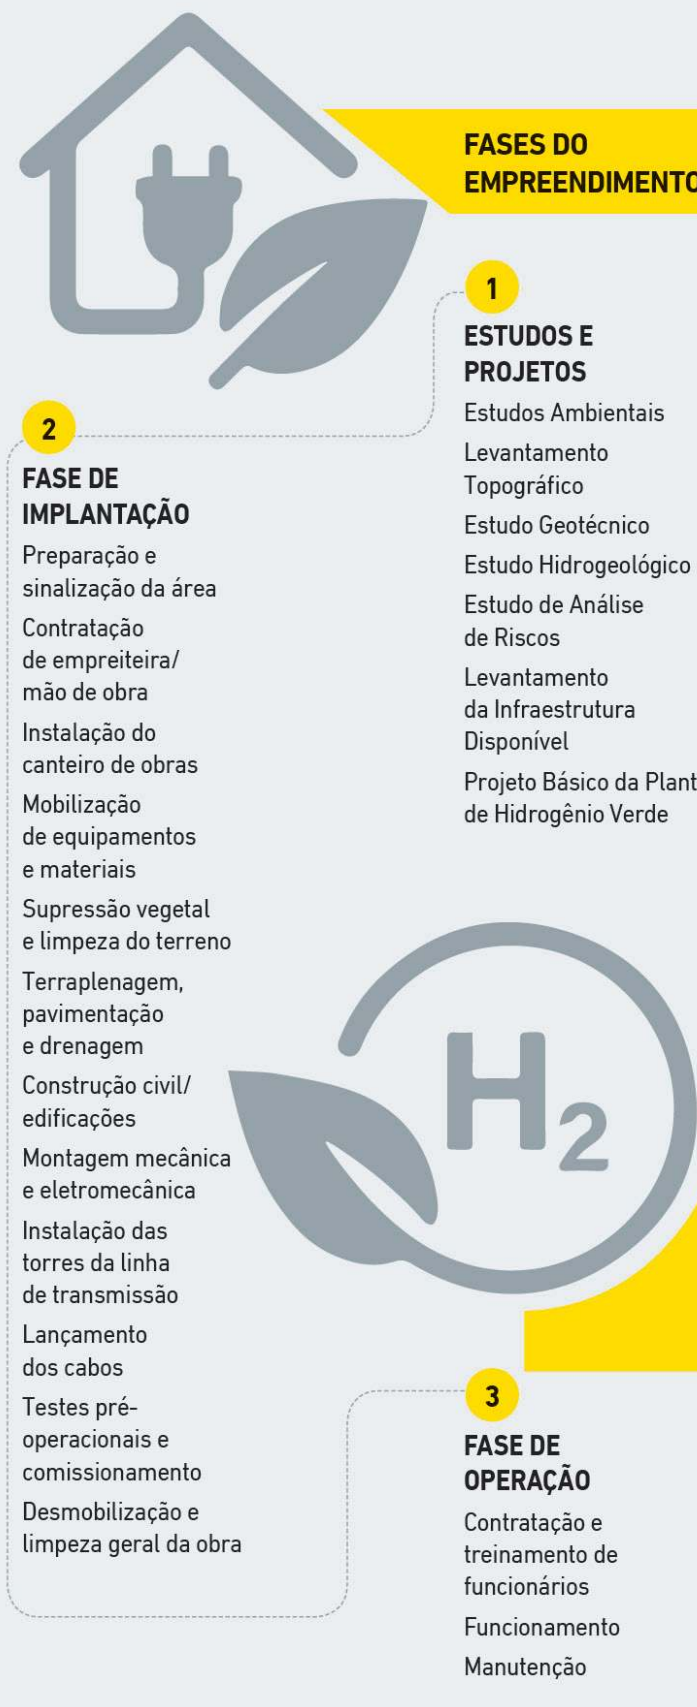 FASES DO
EMPREENDIMENTO
1
ESTUDOS E
PROJETOS
Estudos Ambientais
Levantamento
Topográfico
Estudo Geotécnico
Estudo Hidrogeológico
Estudo de Análise
de Riscos
Levantamento
da Infraestrutura
Disponível
Projeto Básico da Plant
de Hidrogênio Verde
2
FASE DE
IMPLANTAÇÃO
Preparação e
sinalização da área
Contratação
de empreiteira/
mão de obra
Instalação do
canteiro de obras
Mobilização
de equipamentos
e materiais
Supressão vegetal
e limpeza do terreno
Terraplenagem,
pavimentação
e drenagem
Construção civil/
edificações
Montagem mecânica
e eletromecânica
Instalação das
torres da linha
de transmissão
Lançamento
dos cabos
Testes pré-
operacionais e
comissionamento
Desmobilização e
limpeza geral da obra
H2
3
FASE DE
OPERAÇÃO
Contratação e
treinamento de
funcionários
Funcionamento
Manutenção